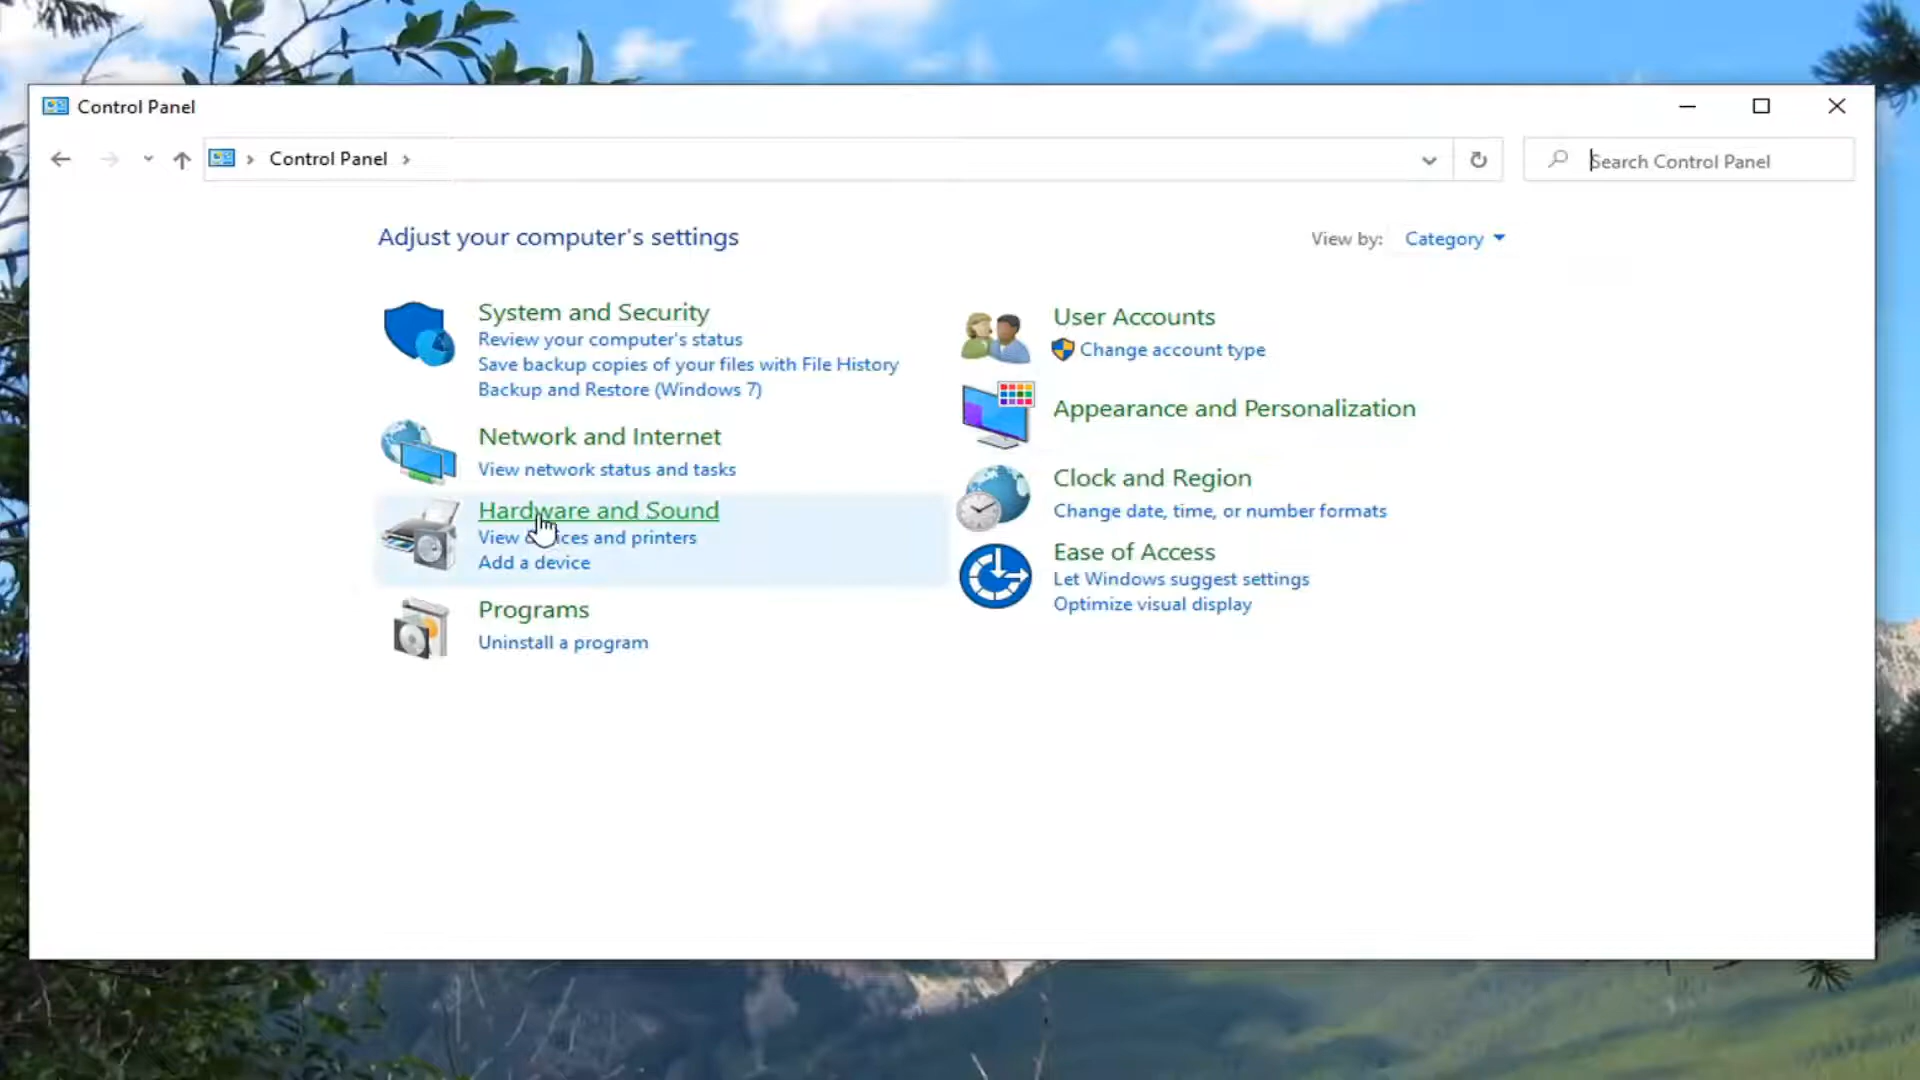 Control Panel
Control Panel
Search Control Panel
Adjust your computer's settings
View by: Category
System and Security
Review your computer's status
Save backup copies of your files with File History
Backup and Restore (Windows 7)
Network and Internet
View network status and tasks
Hardware and Sound
View devices and printers
Add a device
Programs
Uninstall a program
User Accounts
Change account type
Appearance and Personalization
Clock and Region
Change date, time, or number formats
Ease of Access
Let Windows suggest settings
Optimize visual display